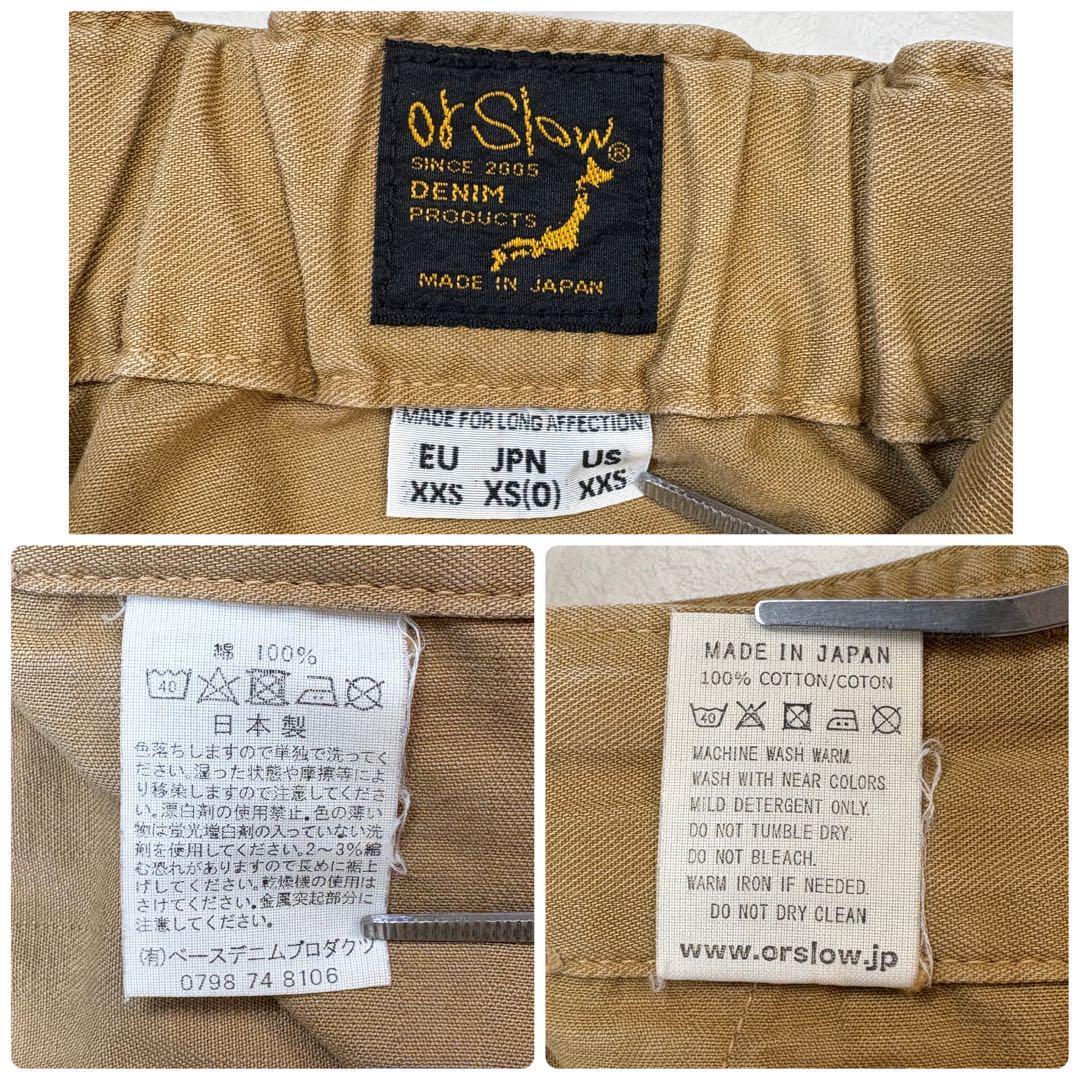 or Slow®
SINCE 2005
DENIM
PRODUCTS
MADE IN JAPAN
MADE FOR LONG AFFECTION
EU JPN US
XXS XS(0) XXS
綿 100%
40
日本製
色落ちしますので単独で洗ってく
ださい。湿った状態や摩擦等によ
り移染しますので注意してくださ
い。漂白剤の使用禁止。色の薄い
物は蛍光増白剤の入っていない洗
剤を使用してください。2～3%縮
む恐れがありますので長めに裾上
げしてください。乾燥機の使用は
さけてください。金属突起部分に
注意してください。
(有)ベースデニムプロダクツ
0798 74 8106
MADE IN JAPAN
100% COTTON/COTON
40
MACHINE WASH WARM.
WASH WITH NEAR COLORS
MILD DETERGENT ONLY.
DO NOT TUMBLE DRY.
DO NOT BLEACH.
WARM IRON IF NEEDED.
DO NOT DRY CLEAN
www.orslow.jp